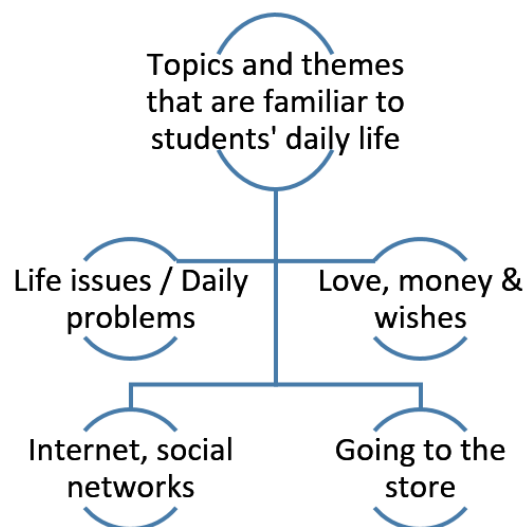 Topics and themes
that are familiar to
students' daily life
Life issues / Daily
problems
Love, money &
wishes
Internet, social
networks
Going to the
store